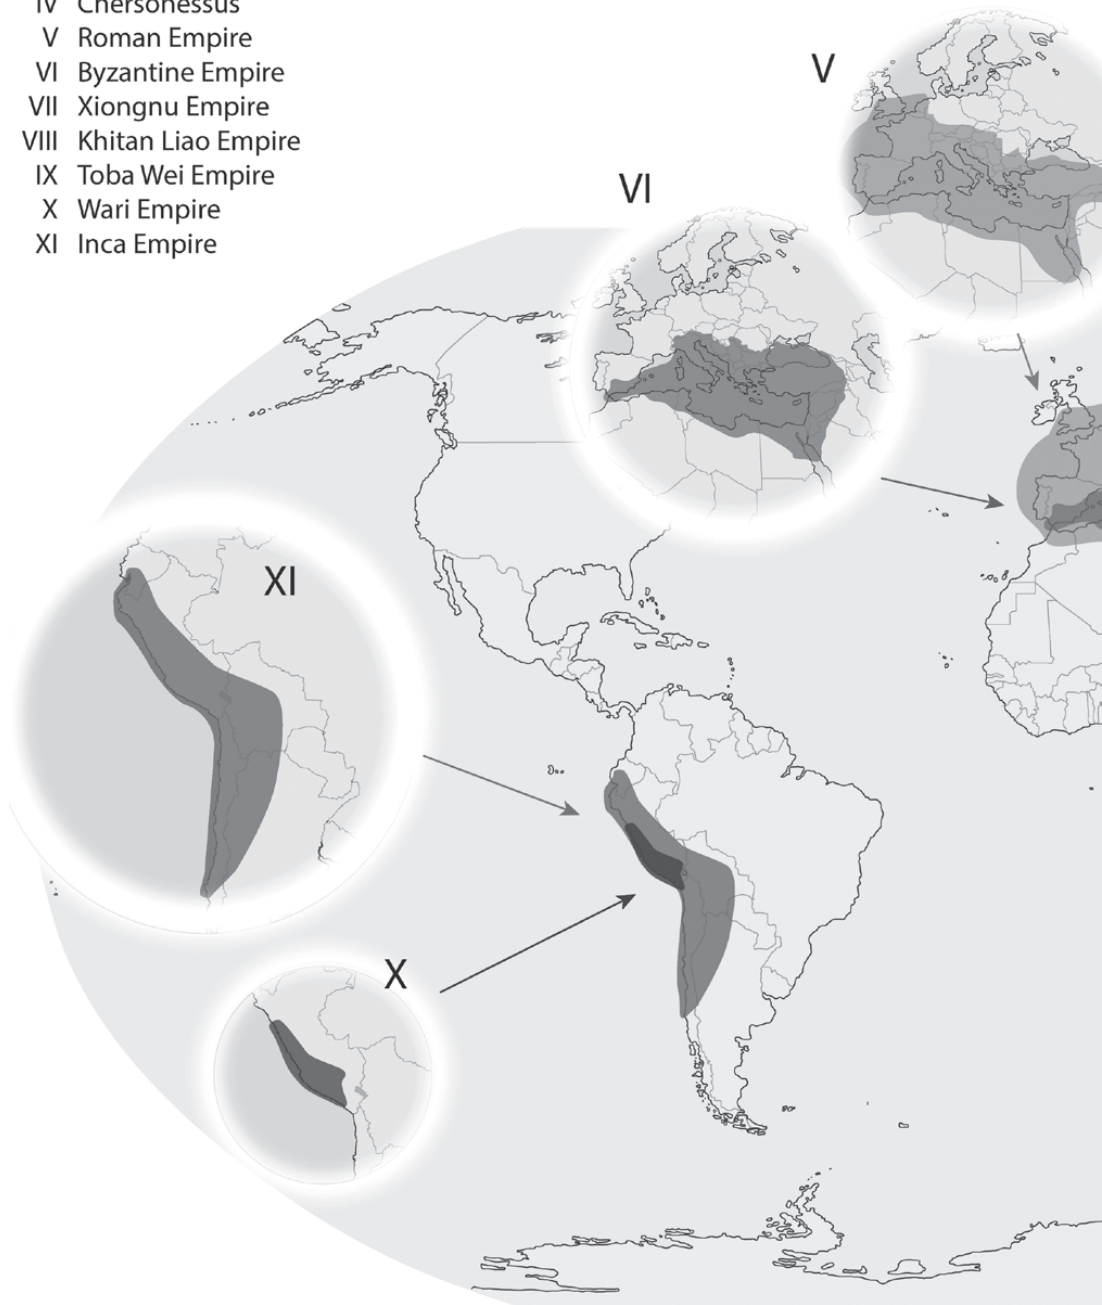 IV Chersonessus
V Roman Empire
VI Byzantine Empire
VII Xiongnu Empire
VIII Khitan Liao Empire
IX Toba Wei Empire
X Wari Empire
XI Inca Empire
V
VI
XI
X